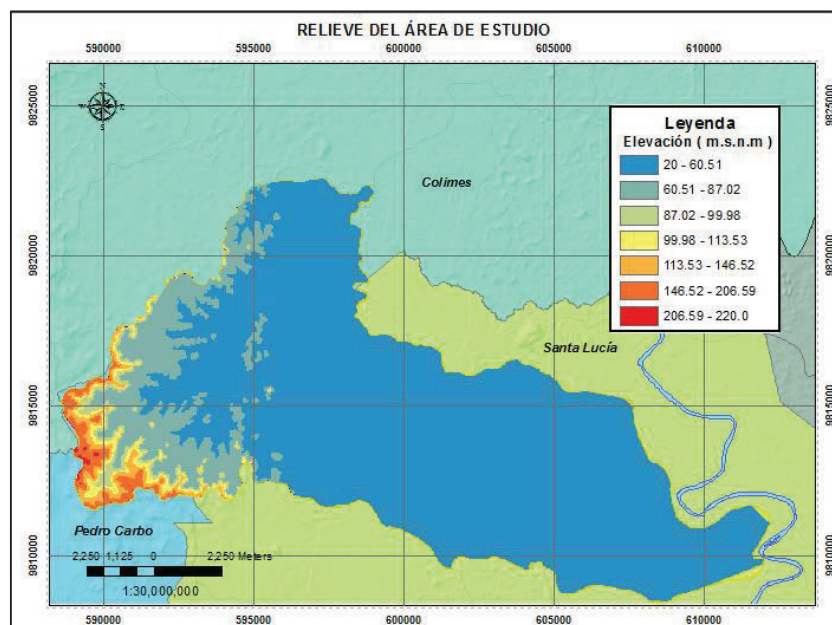 RELIEVE DEL ÁREA DE ESTUDIO
590000 595000 600000 605000 610000
9825000 9825000
N
W E
S
Leyenda
Elevación ( m.s.n.m )
20 - 60.51
60.51 - 87.02
87.02 - 99.98
99.98 - 113.53
113.53 - 146.52
146.52 - 206.59
206.59 - 220.0
Colimes
9820000 9820000
Santa Lucía
9815000 9815000
Pedro Carbo
9810000 9810000
2,250 1,125 0 2,250 Meters
1:30,000,000
590000 595000 600000 605000 610000